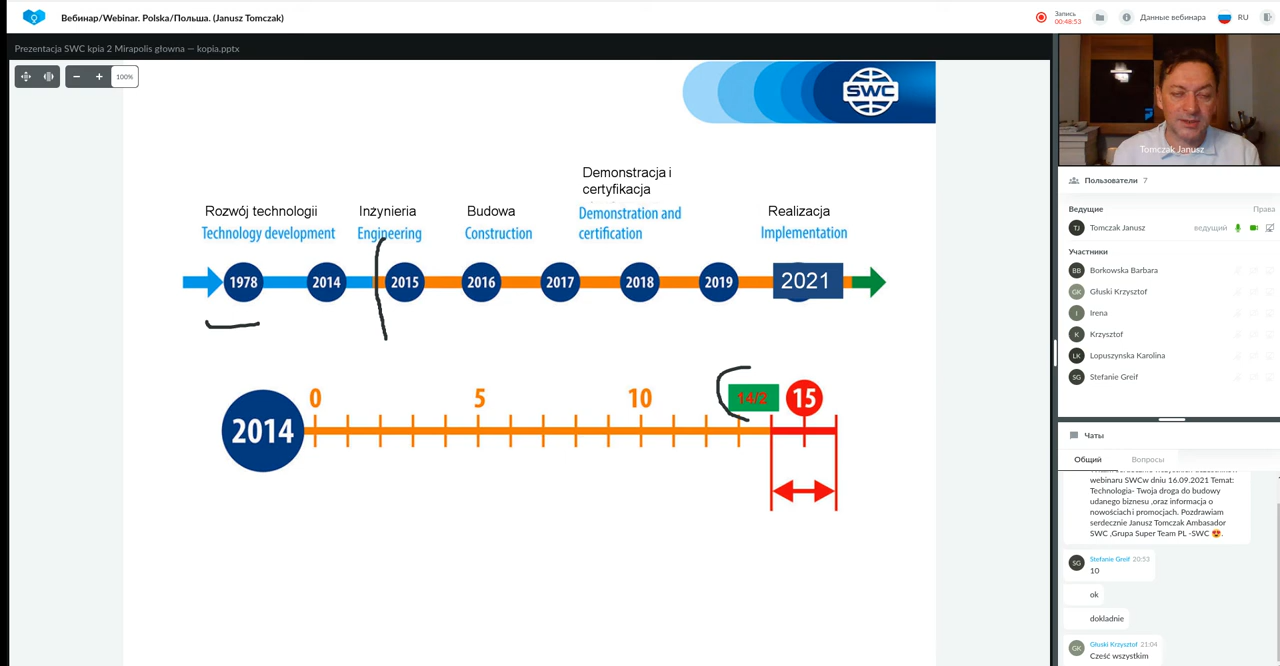 Вебинар/Webinar. Polska/Польша. (Janusz Tomczak)
Запись
00:48:53
Данные вебинара
RU
Prezentacja SWC kpia 2 Mirapolis głowna — kopia.pptx
100%
SWC
Demonstracja i
certyfikacja
Rozwój technologii
Inżynieria
Budowa
Realizacja
Technology development
Engineering
Construction
Demonstration and
certification
Implementation
1978
2014
2015
2016
2017
2018
2019
2021
0
5
10
14/2
15
2014
Tomczak Janusz
Пользователи 7
Ведущие
Права
TJ
Tomczak Janusz
ведущий
Участники
BB
Borkowska Barbara
GK
Głuski Krzysztof
I
Irena
K
Krzysztof
LK
Lopuszynska Karolina
SG
Stefanie Greif
Чаты
Общий
Вопросы
webinaru SWCw dniu 16.09.2021 Temat:
Technologia- Twoja droga do budowy
udanego biznesu ,oraz informacja o
nowościach i promocjach. Pozdrawiam
serdecznie Janusz Tomczak Ambasador
SWC ,Grupa Super Team PL -SWC 😍.
SG
Stefanie Greif 20:53
10
ok
dokladnie
GK
Głuski Krzysztof 21:04
Cześć wszystkim